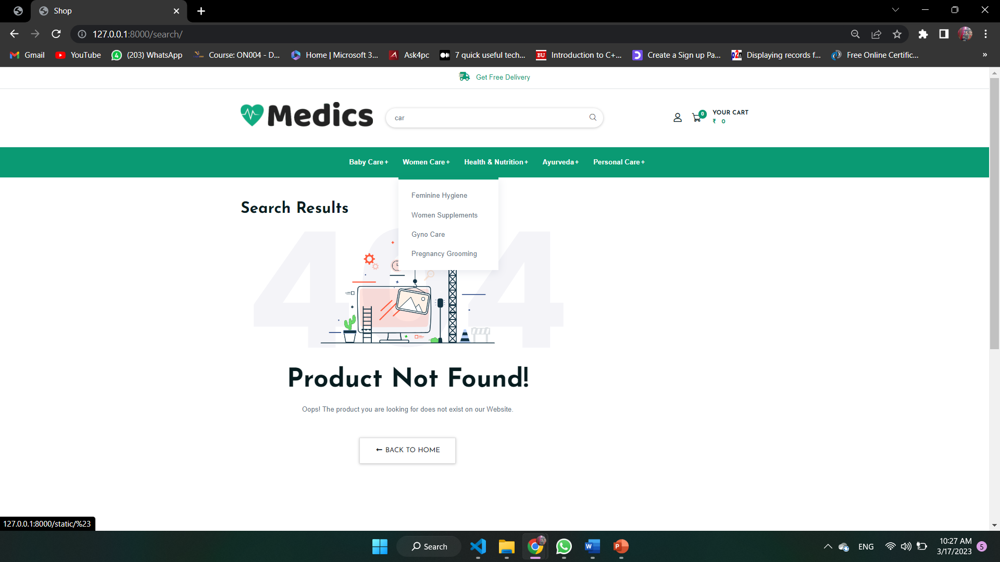 Shop
127.0.0.1:8000/search/
Gmail
YouTube
(203) WhatsApp
Course: ON004 - D...
Home | Microsoft 3...
Ask4pc
7 quick useful tech...
BU
Introduction to C+...
Create a Sign up Pa...
p2n
Displaying records f...
Free Online Certific...
»
Get Free Delivery
Medics
car
0
YOUR CART
₹ 0
Baby Care+
Women Care+
Health & Nutrition+
Ayurveda+
Personal Care+
Feminine Hygiene
Women Supplements
Gyno Care
Pregnancy Grooming
Search Results
404
Product Not Found!
Oops! The product you are looking for does not exist on our Website.
BACK TO HOME
127.0.0.1:8000/static/%23
Search
W
P
ENG
10:27 AM
3/17/2023
5